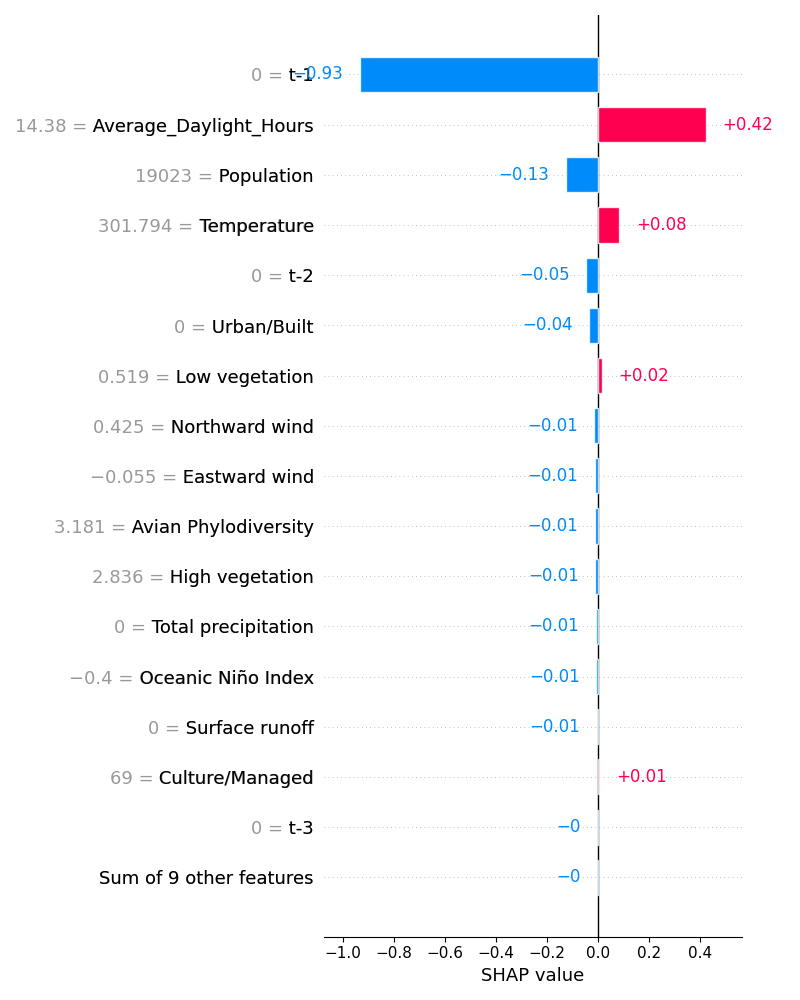 0 = t-1 −0.93
14.38 = Average_Daylight_Hours +0.42
19023 = Population −0.13
301.794 = Temperature +0.08
0 = t-2 −0.05
0 = Urban/Built −0.04
0.519 = Low vegetation +0.02
0.425 = Northward wind −0.01
−0.055 = Eastward wind −0.01
3.181 = Avian Phylodiversity −0.01
2.836 = High vegetation −0.01
0 = Total precipitation −0.01
−0.4 = Oceanic Niño Index −0.01
0 = Surface runoff −0.01
69 = Culture/Managed +0.01
0 = t-3 −0
Sum of 9 other features −0
−1.0 −0.8 −0.6 −0.4 −0.2 0.0 0.2 0.4
SHAP value